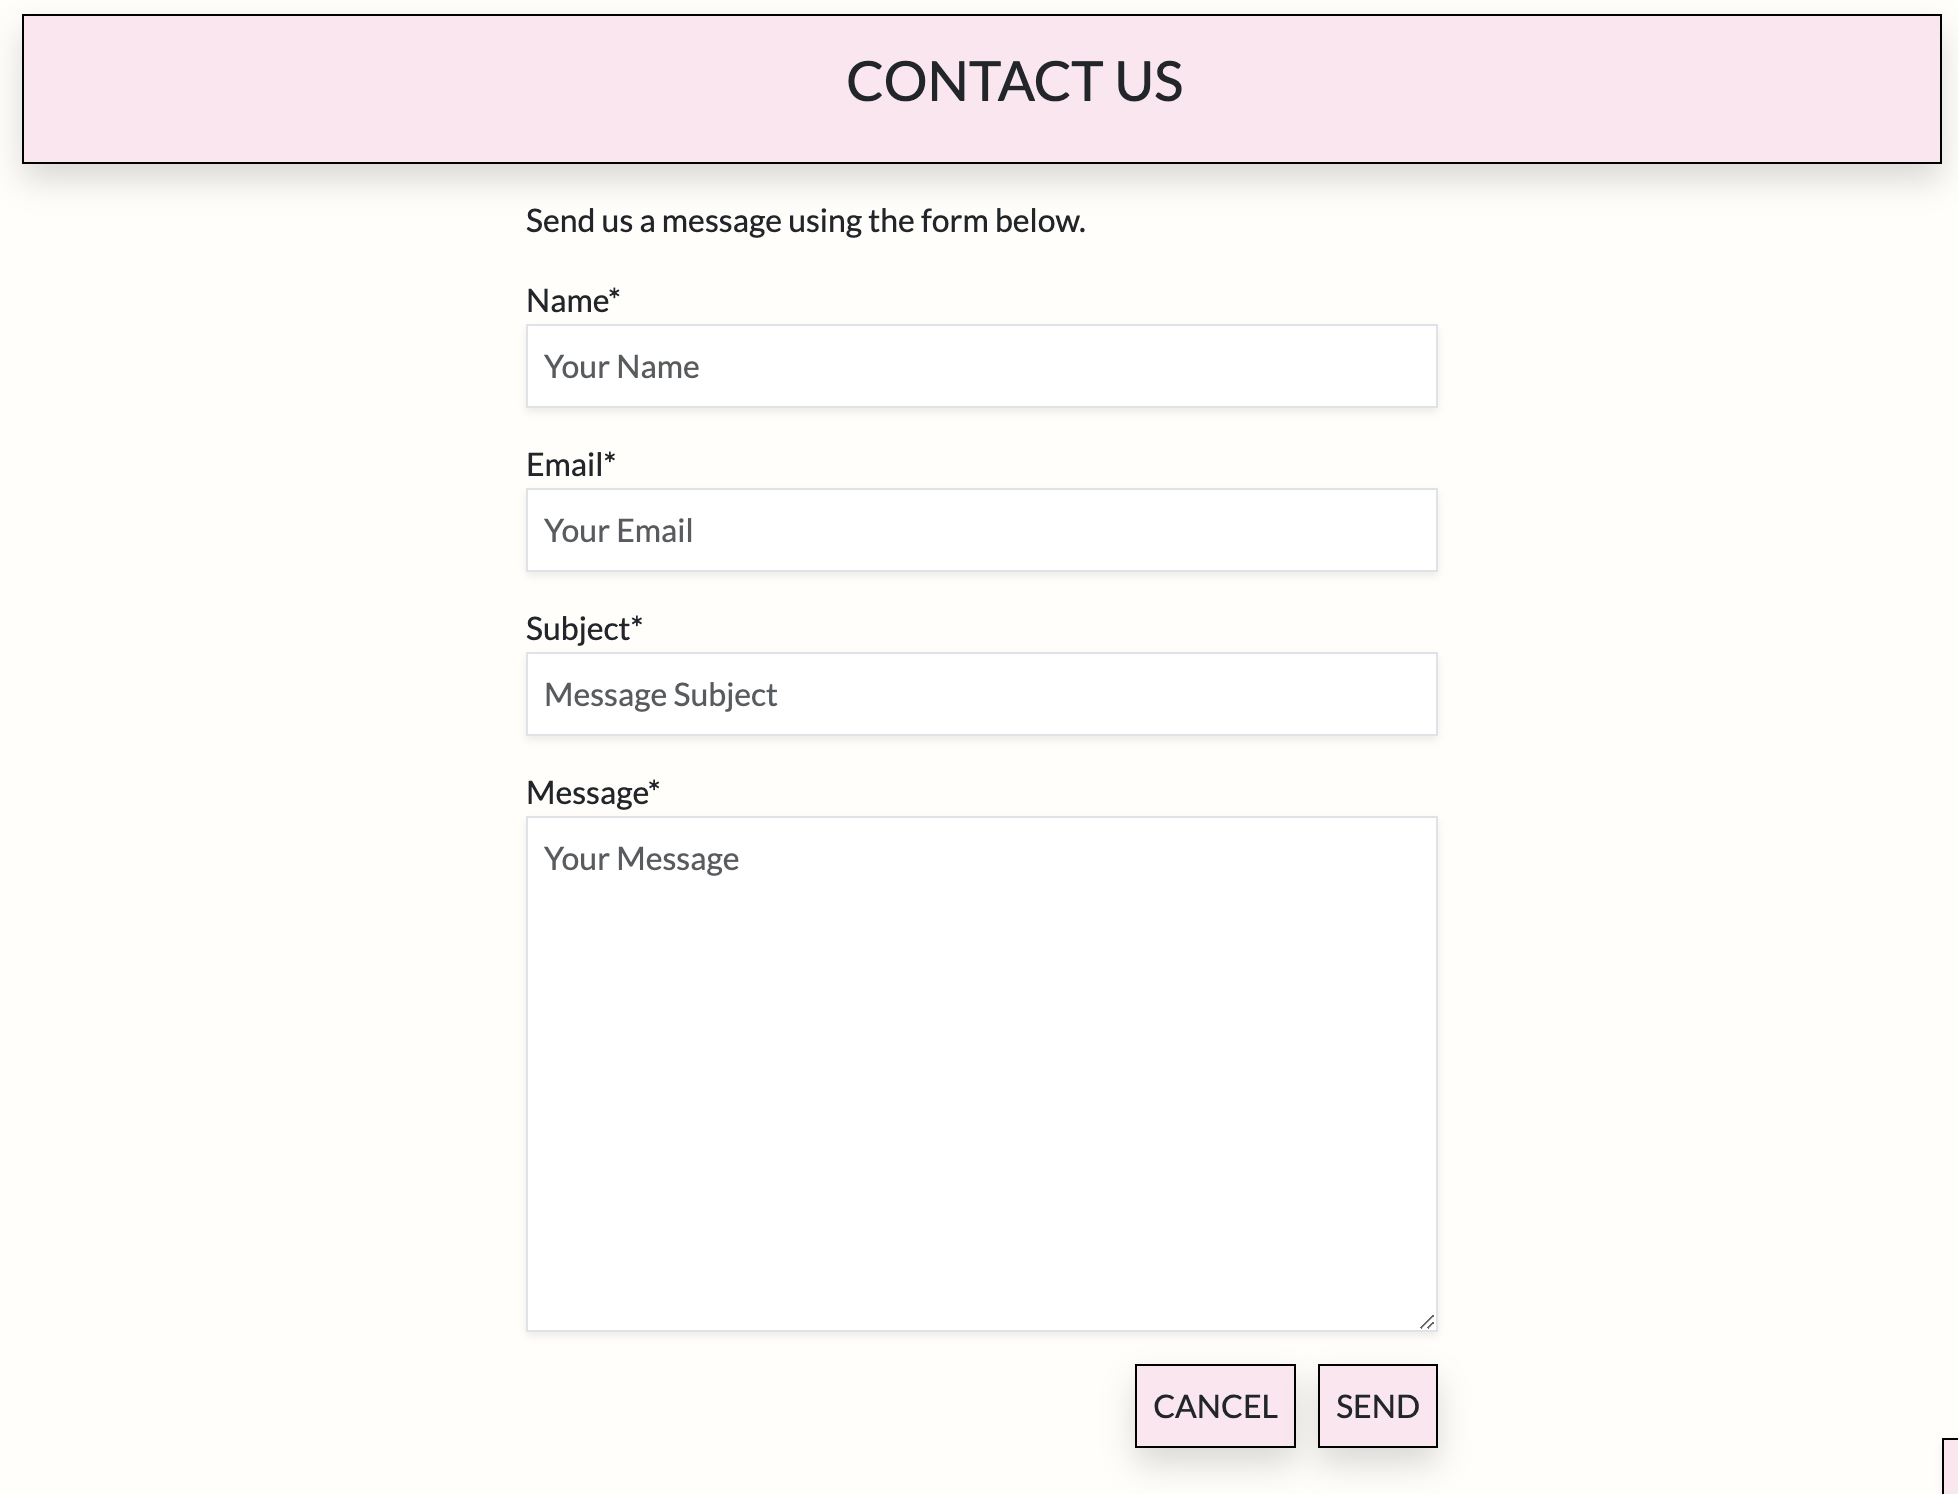 CONTACT US
Send us a message using the form below.
Name*
Your Name
Email*
Your Email
Subject*
Message Subject
Message*
Your Message
CANCEL SEND